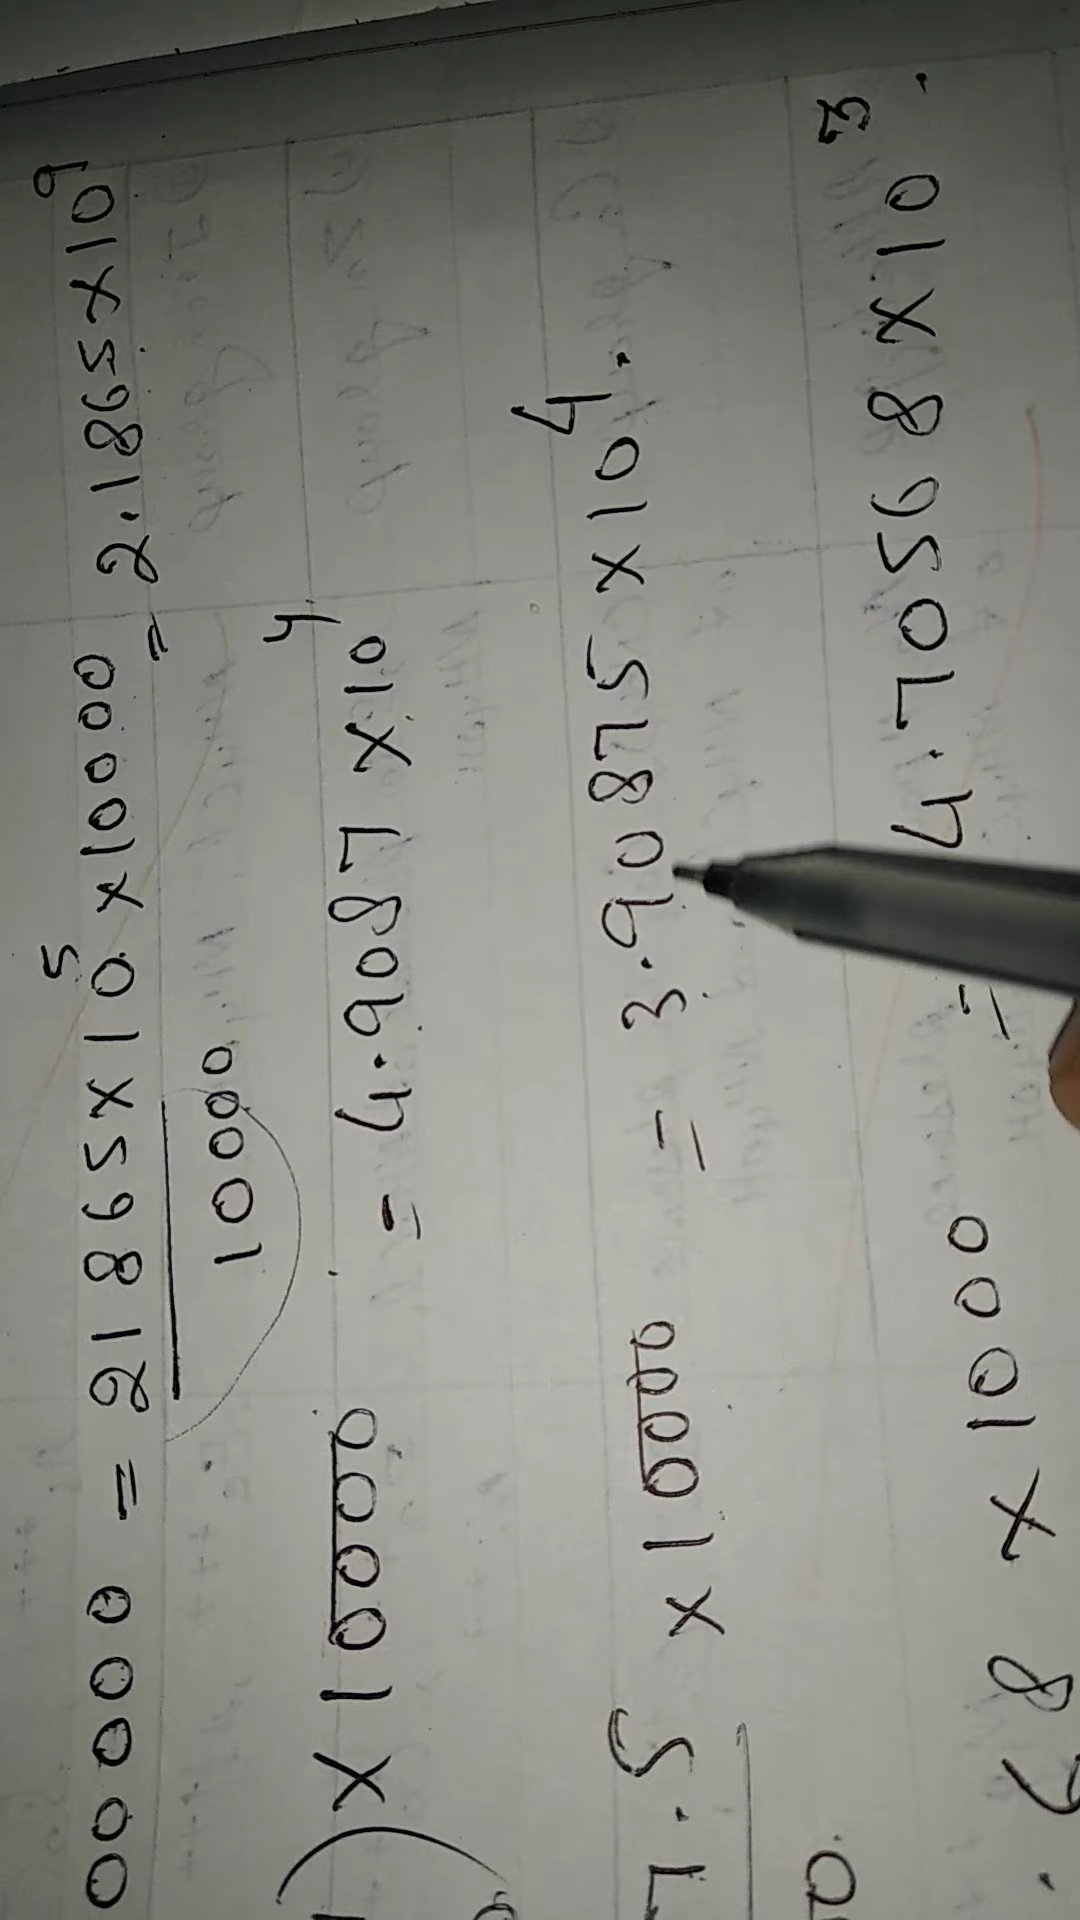 00000 = 21865 x 10⁵ x 10000 = 2.1865 x 10⁹
10000
) x 10000 = 4.9087 x 10⁴
7.5 x 10000 = 3.90875 x 10⁴.
8 x 1000 = 4.70568 x 10³.